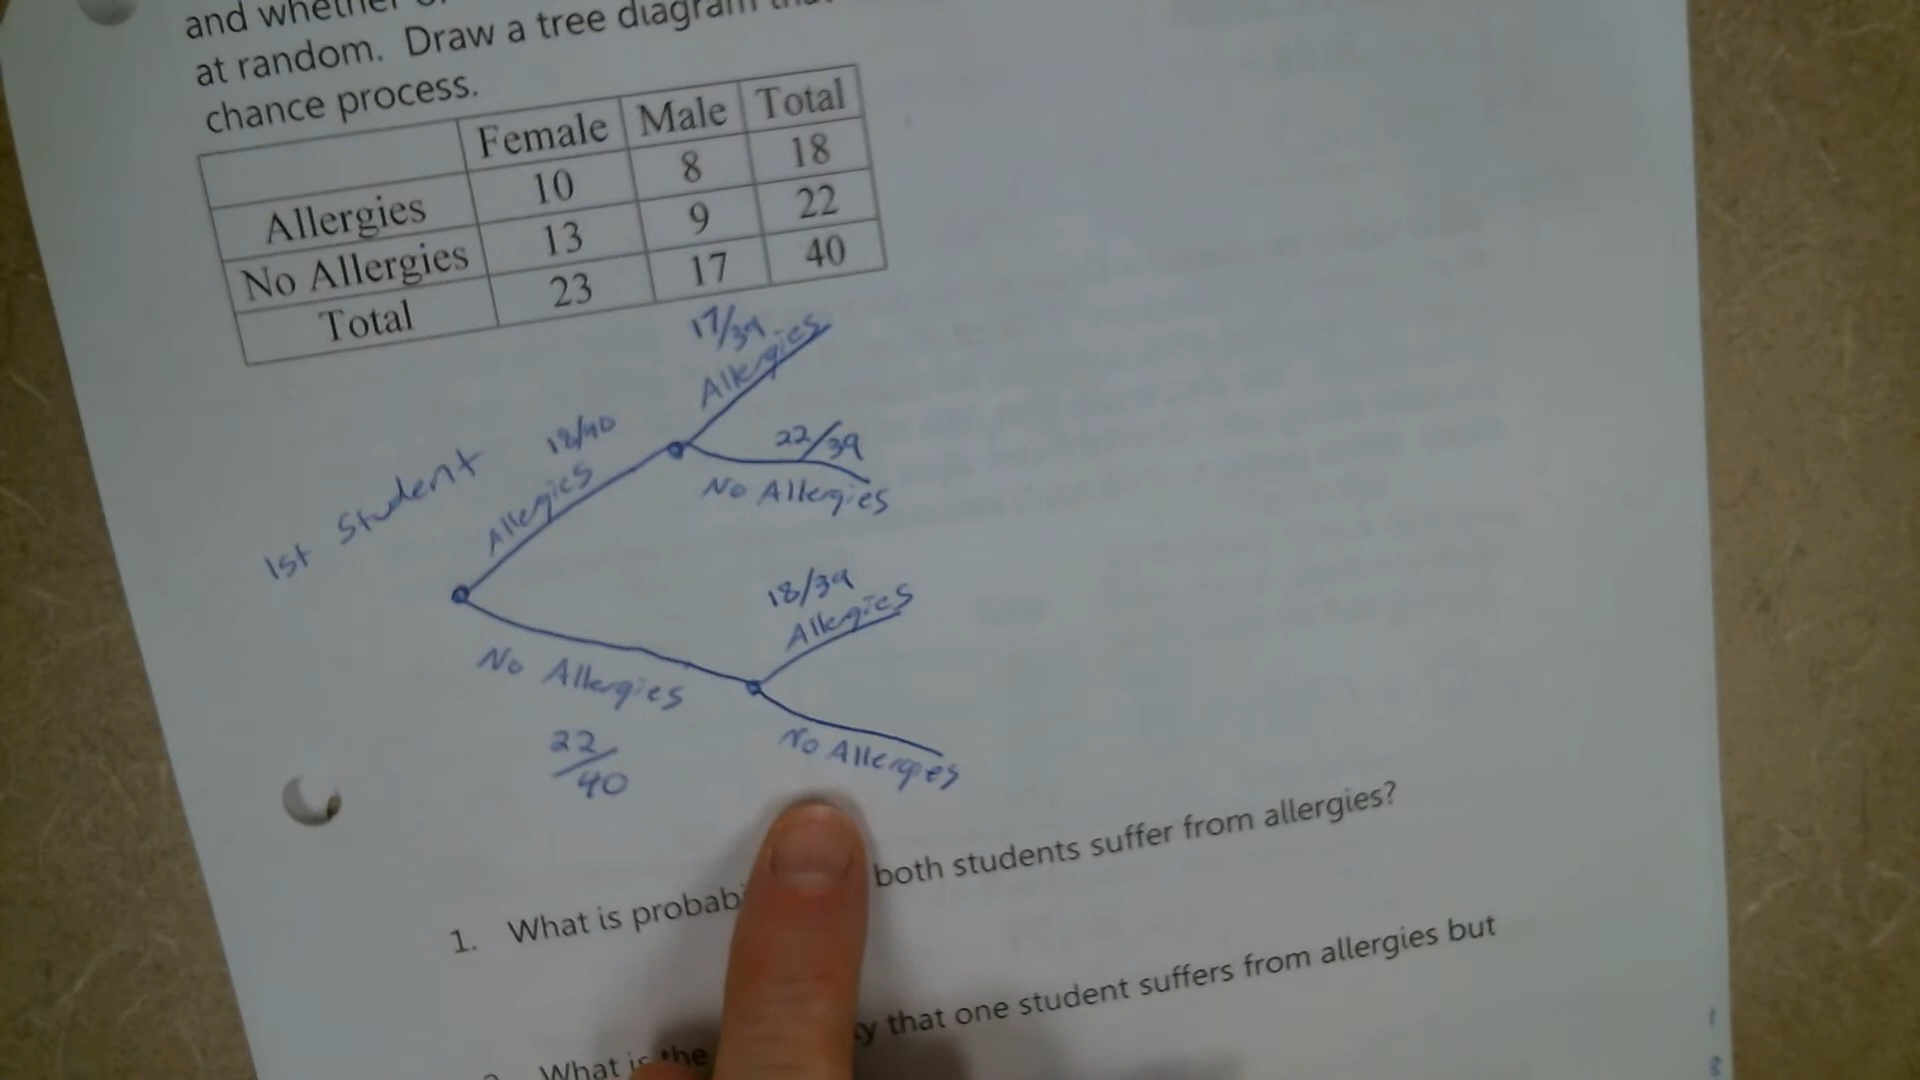 and whether
at random. Draw a tree diagram
chance process.
Female Male Total
Allergies 10 8 18
No Allergies 13 9 22
Total 23 17 40
17/39
Allergies
18/40
1st Student
Allergies
22/39
No Allergies
18/39
Allergies
No Allergies
22/40
No Allergies
1. What is both students suffer from allergies?
What is the that one student suffers from allergies but